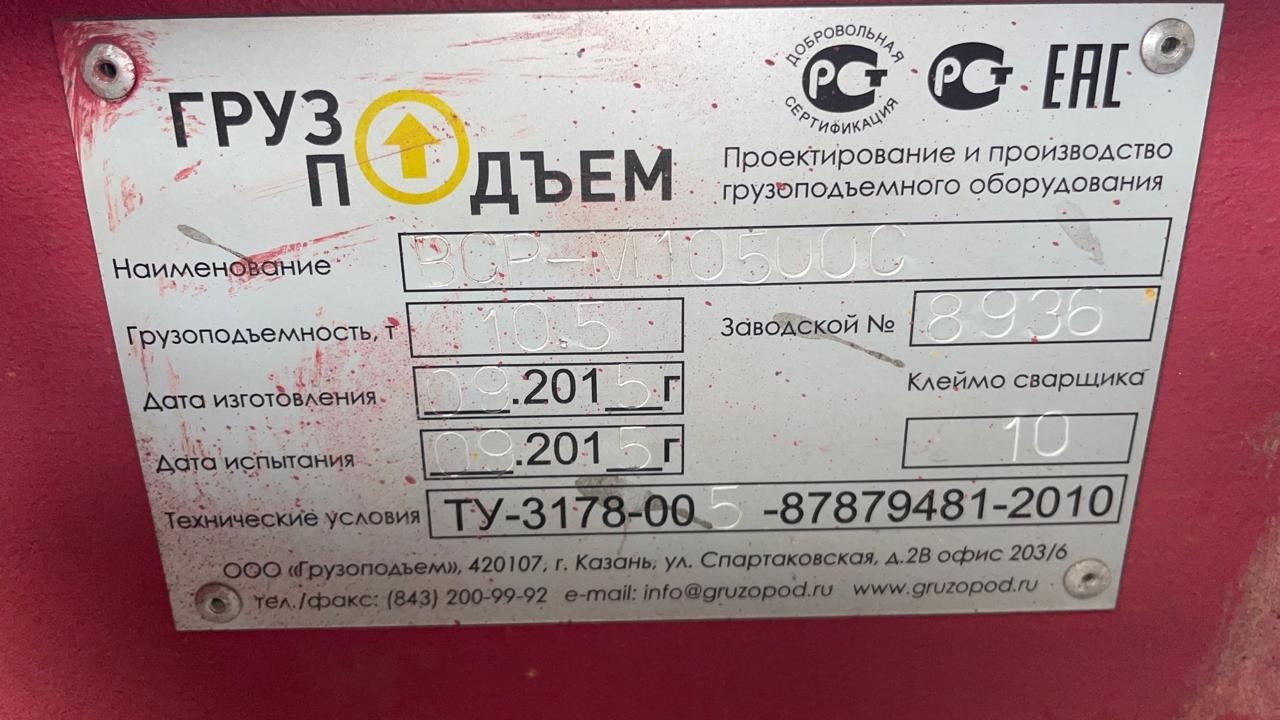 ДОБРОВОЛЬНАЯ
РСТ
СЕРТИФИКАЦИЯ
РСТ
ЕАС
ГРУЗ
ПОДЪЕМ
Проектирование и производство
грузоподъемного оборудования
Наименование ВСР-М10500С
Грузоподъемность, т 10.5
Заводской № 8936
Дата изготовления 09.2015г
Клеймо сварщика
Дата испытания 09.2015г
10
Технические условия ТУ-3178-005-87879481-2010
ООО «Грузоподъем», 420107, г. Казань, ул. Спартаковская, д.2В офис 203/6
тел./факс: (843) 200-99-92 e-mail: info@gruzopod.ru www.gruzopod.ru